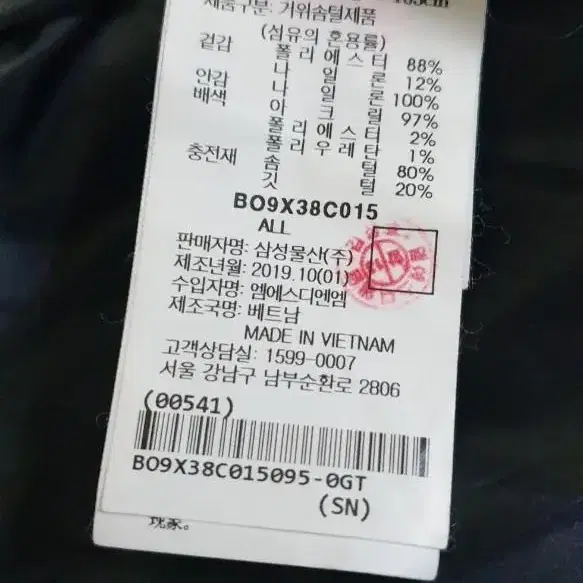 제품구분: 거위솜털제품
(섬유의 혼용률)
겉감 폴리에스터 88%
나일론 12%
안감 나일론 100%
배색 아크릴 97%
폴리에스터 2%
폴리우레탄 1%
충전재 솜털 80%
깃털 20%
BO9X38C015
ALL
판매자명: 삼성물산(주)
제조년월: 2019.10(01)
수입자명: 엠에스디엔엠
제조국명: 베트남
MADE IN VIETNAM
고객상담실: 1599-0007
서울 강남구 남부순환로 2806
(00541)
BO9X38C015095-0GT
(SN)
现象。